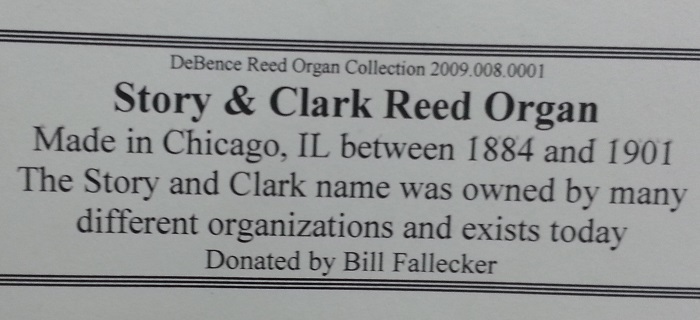 DeBence Reed Organ Collection 2009.008.0001
Story & Clark Reed Organ
Made in Chicago, IL between 1884 and 1901
The Story and Clark name was owned by many
different organizations and exists today
Donated by Bill Fallecker